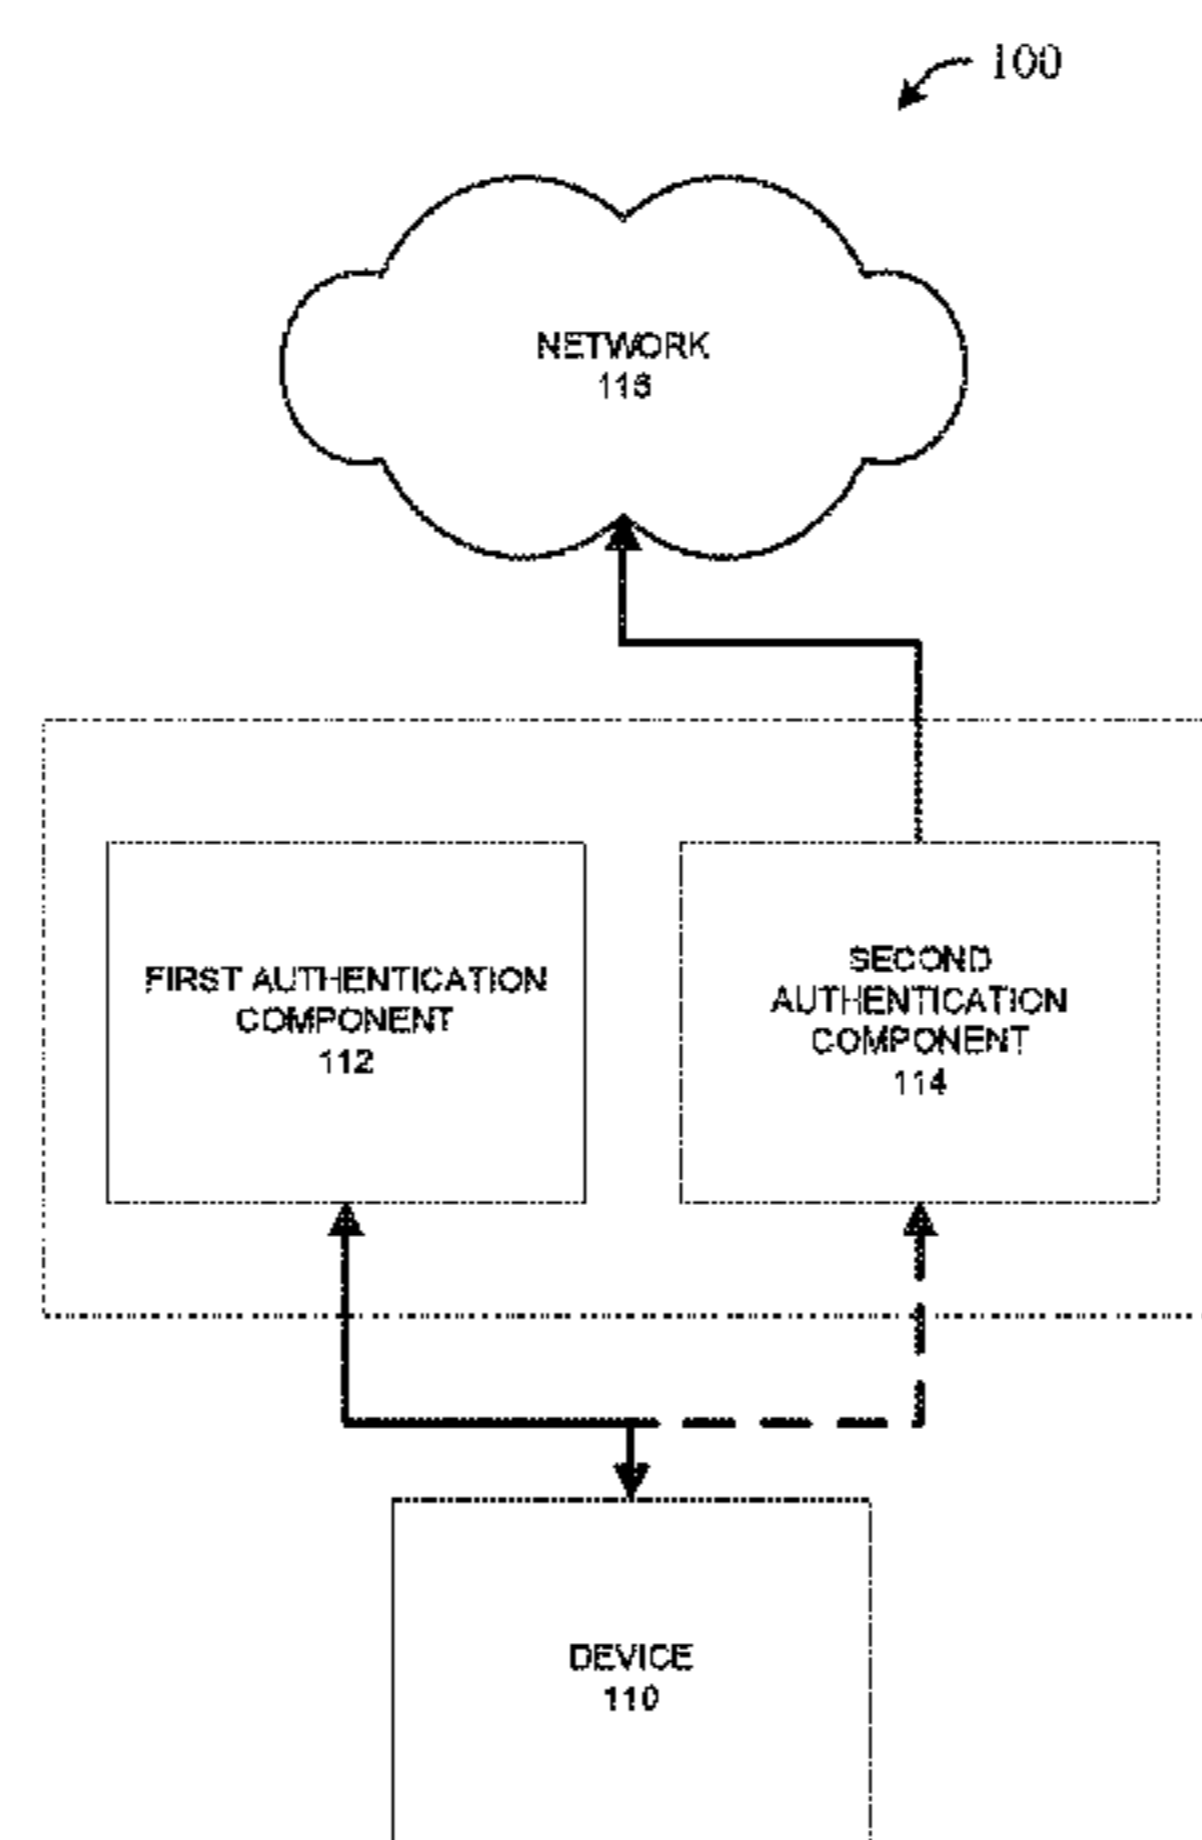 100
NETWORK
116
FIRST AUTHENTICATION
COMPONENT
112
SECOND
AUTHENTICATION
COMPONENT
114
DEVICE
110